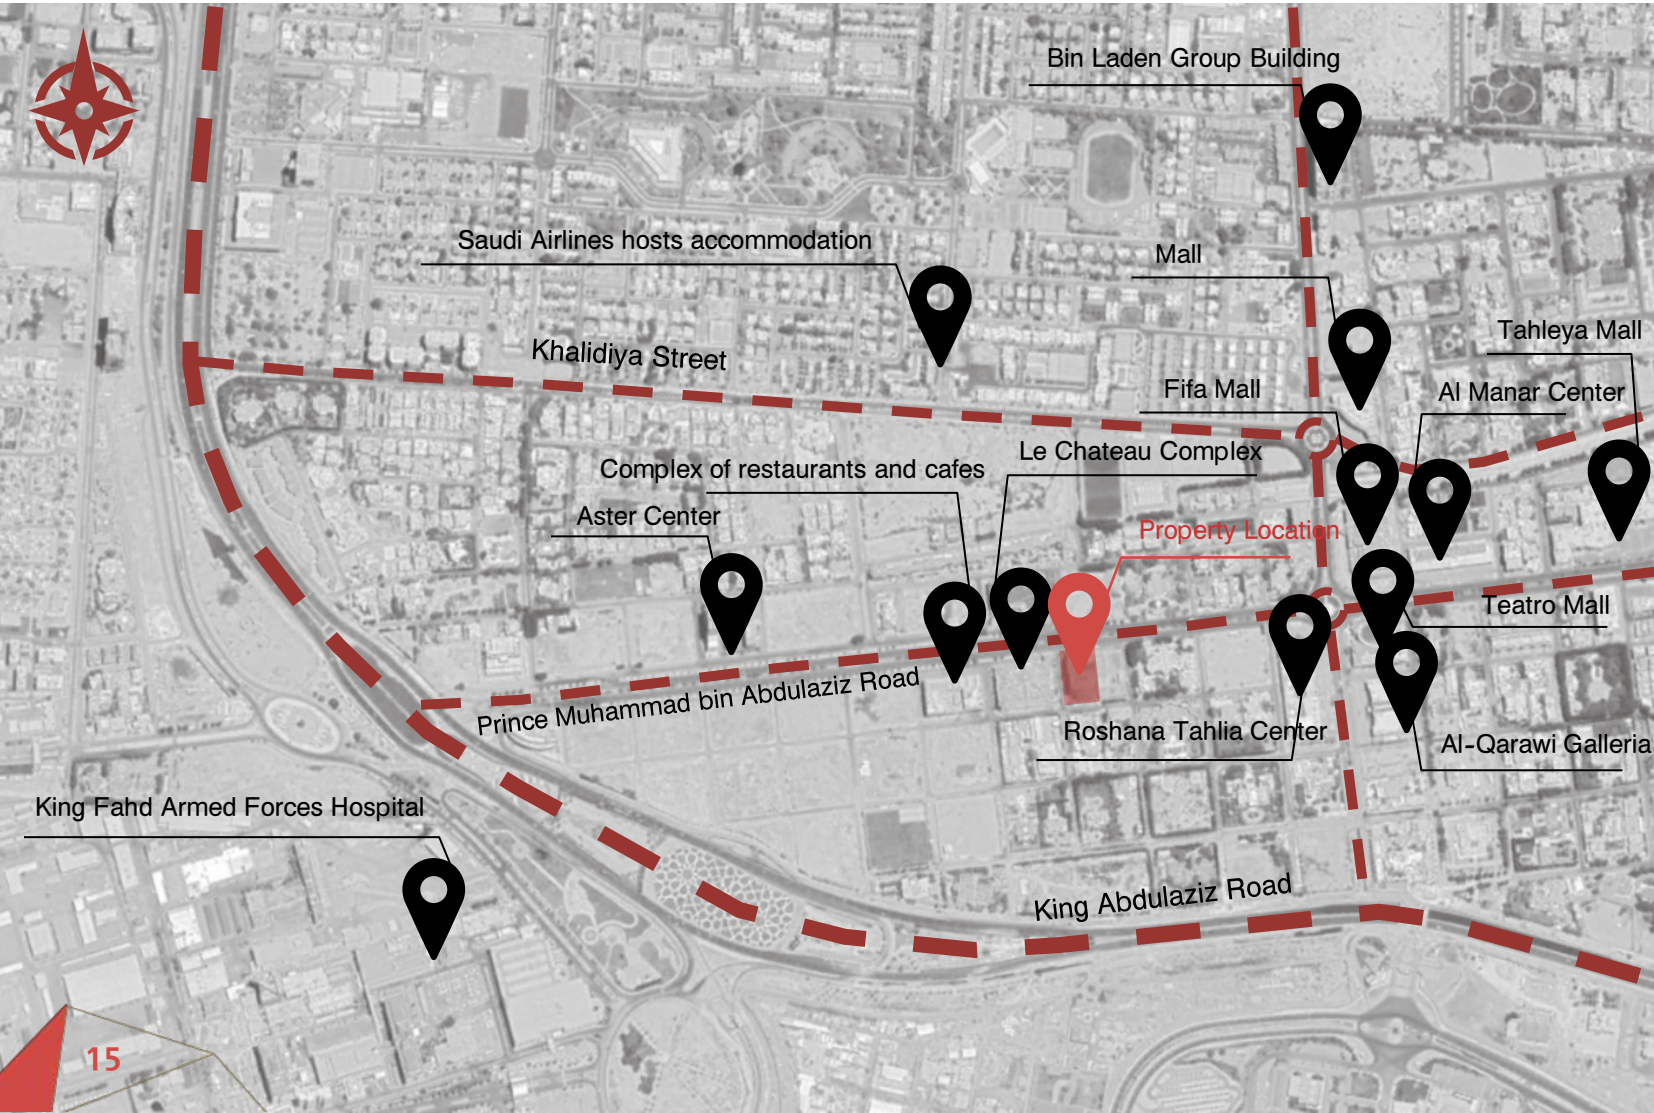 Bin Laden Group Building
Saudi Airlines hosts accommodation
Mall
Tahleya Mall
Khalidiya Street
Fifa Mall
Al Manar Center
Le Chateau Complex
Complex of restaurants and cafes
Aster Center
Property Location
Teatro Mall
Prince Muhammad bin Abdulaziz Road
Roshana Tahlia Center
Al-Qarawi Galleria
King Fahd Armed Forces Hospital
King Abdulaziz Road
15